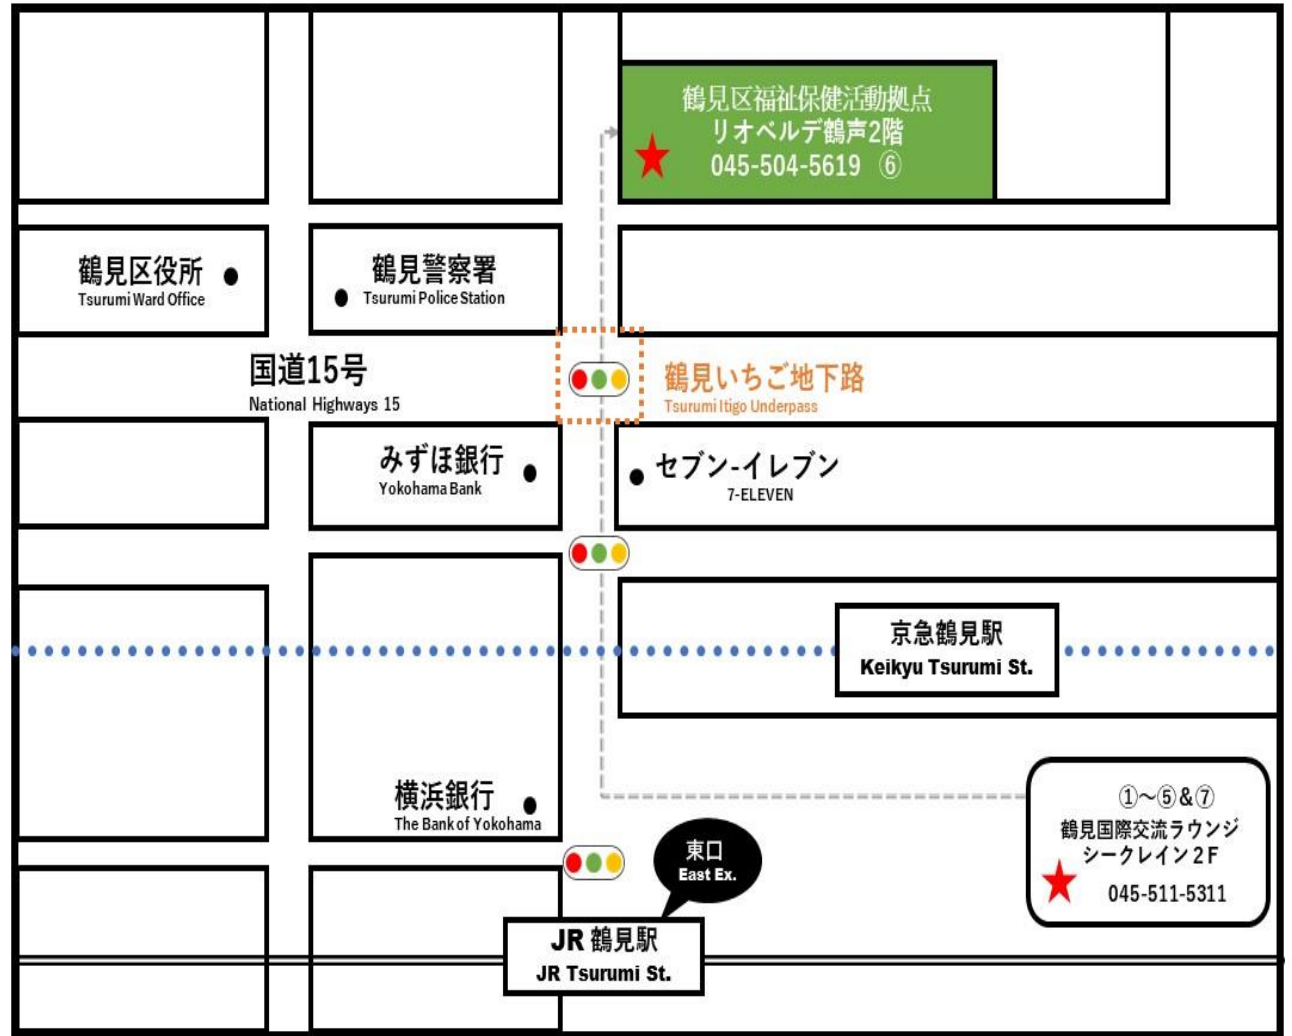 鶴見区福祉保健活動拠点
リオベルデ鶴声2階
045-504-5619 ⑥
鶴見区役所
Tsurumi Ward Office
鶴見警察署
Tsurumi Police Station
国道15号
National Highways 15
鶴見いちご地下路
Tsurumi Itigo Underpass
みずほ銀行
Yokohama Bank
セブン-イレブン
7-ELEVEN
京急鶴見駅
Keikyu Tsurumi St.
横浜銀行
The Bank of Yokohama
①～⑤&⑦
鶴見国際交流ラウンジ
シークレイン2F
045-511-5311
東口
East Ex.
JR 鶴見駅
JR Tsurumi St.